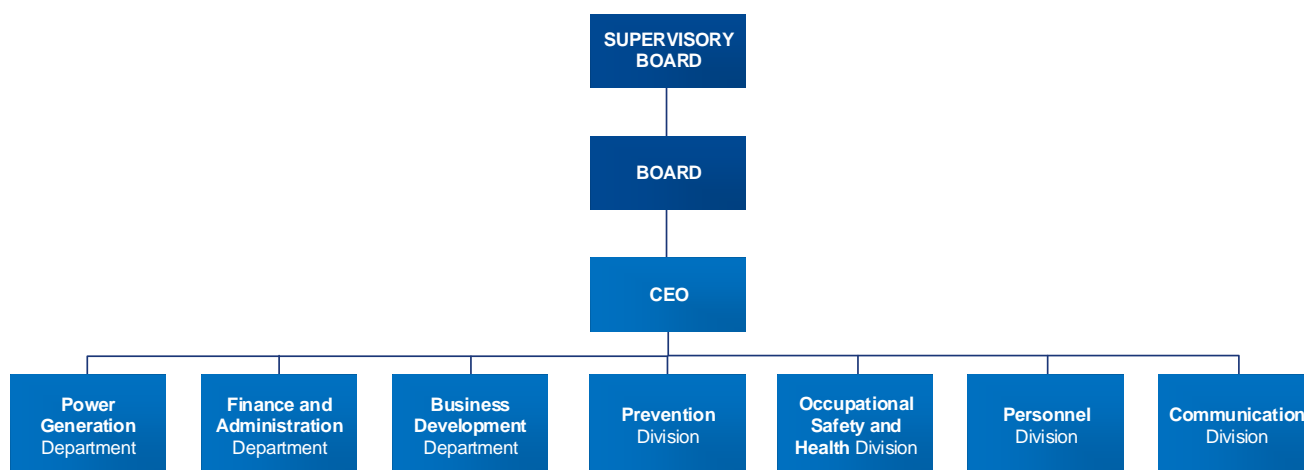 SUPERVISORY
BOARD
BOARD
CEO
Power
Generation
Department
Finance and
Administration
Department
Business
Development
Department
Prevention
Division
Occupational
Safety and
Health Division
Personnel
Division
Communication
Division